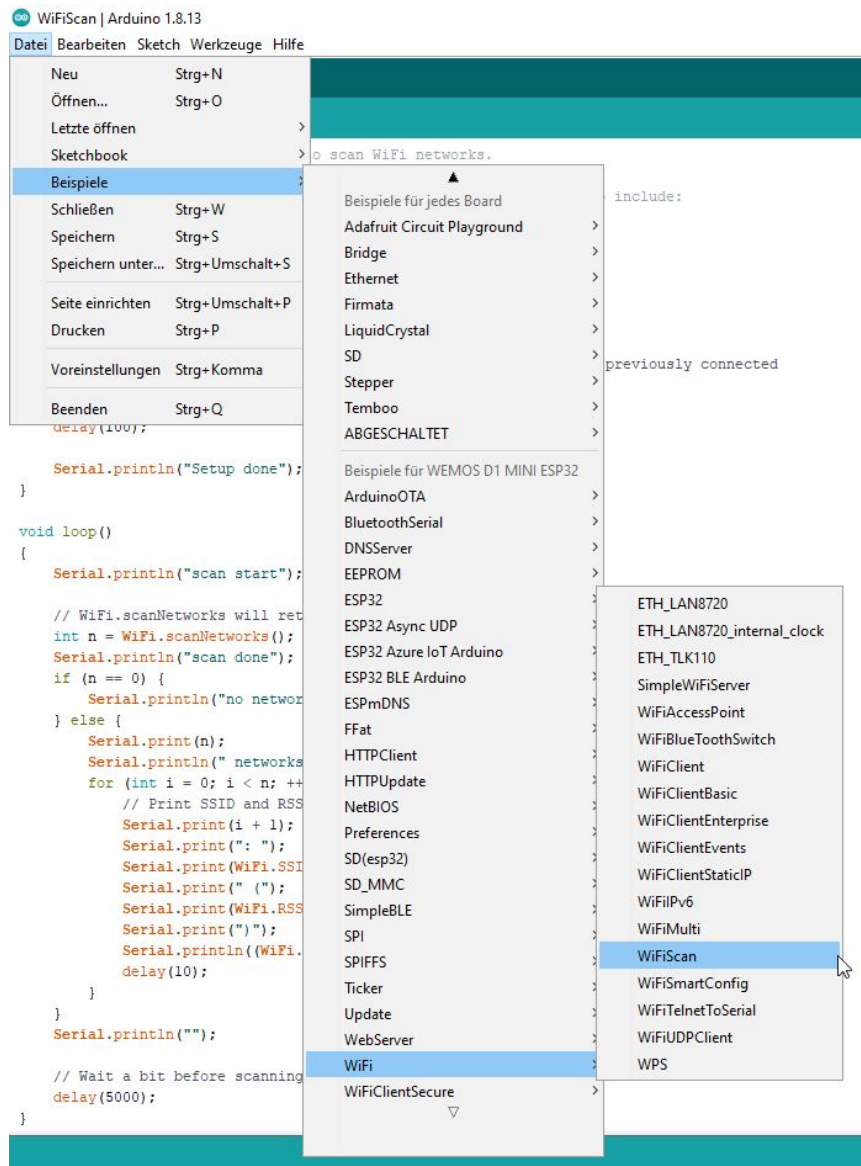 WiFiScan | Arduino 1.8.13
Datei Bearbeiten Sketch Werkzeuge Hilfe
Neu Strg+N
Öffnen... Strg+O
Letzte öffnen
Sketchbook
Beispiele
Schließen Strg+W
Speichern Strg+S
Speichern unter... Strg+Umschalt+S
Seite einrichten Strg+Umschalt+P
Drucken Strg+P
Voreinstellungen Strg+Komma
Beenden Strg+Q
o scan WiFi networks.
include:
previously connected
Beispiele für jedes Board
Adafruit Circuit Playground
Bridge
Ethernet
Firmata
LiquidCrystal
SD
Stepper
Temboo
ABGESCHALTET
Beispiele für WEMOS D1 MINI ESP32
ArduinoOTA
BluetoothSerial
DNSServer
EEPROM
ESP32
ESP32 Async UDP
ESP32 Azure IoT Arduino
ESP32 BLE Arduino
ESPmDNS
FFat
HTTPClient
HTTPUpdate
NetBIOS
Preferences
SD(esp32)
SD_MMC
SimpleBLE
SPI
SPIFFS
Ticker
Update
WebServer
WiFi
WiFiClientSecure
ETH_LAN8720
ETH_LAN8720_internal_clock
ETH_TLK110
SimpleWiFiServer
WiFiAccessPoint
WiFiBlueToothSwitch
WiFiClient
WiFiClientBasic
WiFiClientEnterprise
WiFiClientEvents
WiFiClientStaticIP
WiFiIPv6
WiFiMulti
WiFiScan
WiFiSmartConfig
WiFiTelnetToSerial
WiFiUDPClient
WPS
delay(100);
Serial.println("Setup done");
}
void loop()
{
Serial.println("scan start");
// WiFi.scanNetworks will ret
int n = WiFi.scanNetworks();
Serial.println("scan done");
if (n == 0) {
Serial.println("no networ
} else {
Serial.print(n);
Serial.println(" networks
for (int i = 0; i < n; ++
// Print SSID and RSS
Serial.print(i + 1);
Serial.print(": ");
Serial.print(WiFi.SSI
Serial.print(" (");
Serial.print(WiFi.RSS
Serial.print(")");
Serial.println((WiFi.
delay(10);
}
}
Serial.println("");
// Wait a bit before scanning
delay(5000);
}